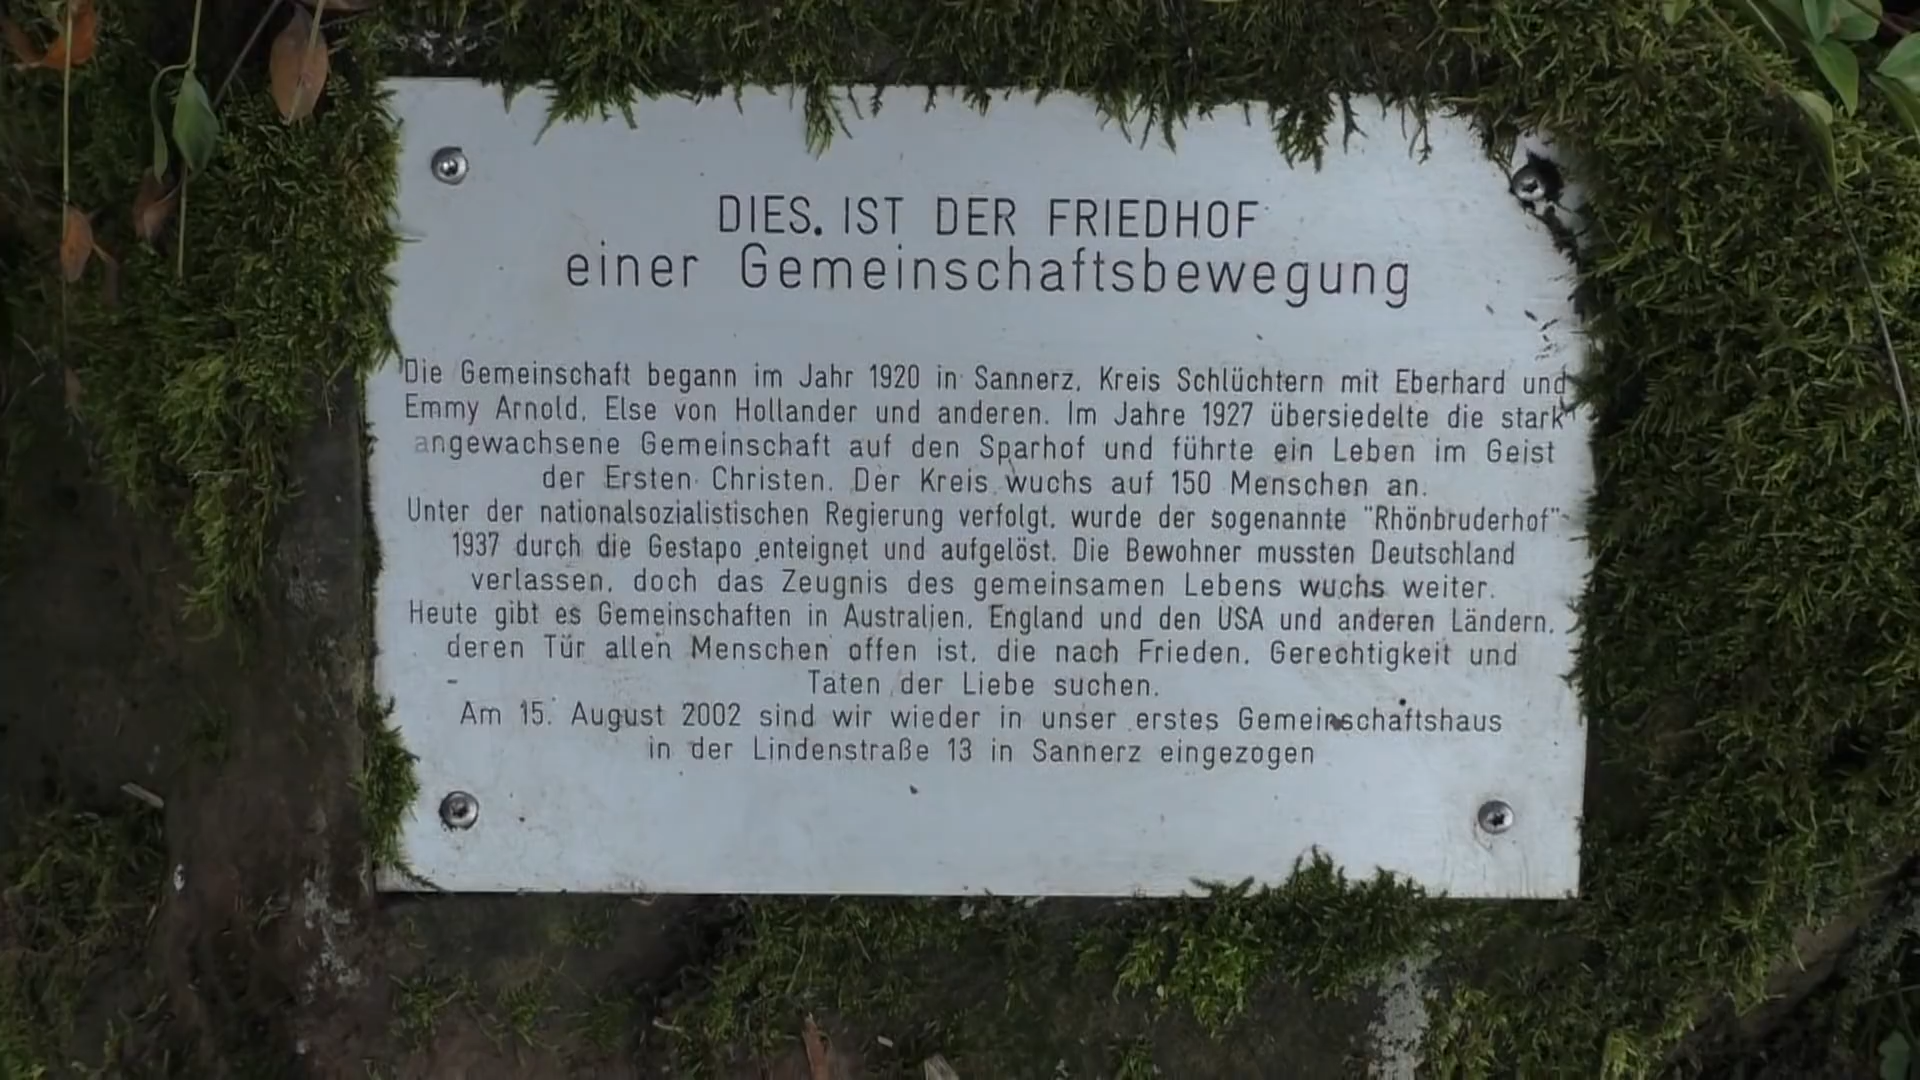 DIES. IST DER FRIEDHOF
einer Gemeinschaftsbewegung
Die Gemeinschaft begann im Jahr 1920 in Sannerz, Kreis Schlüchtern mit Eberhard und
Emmy Arnold, Else von Hollander und anderen. Im Jahre 1927 übersiedelte die stark
angewachsene Gemeinschaft auf den Sparhof und führte ein Leben im Geist
der Ersten Christen. Der Kreis wuchs auf 150 Menschen an.
Unter der nationalsozialistischen Regierung verfolgt, wurde der sogenannte "Rhönbruderhof"
1937 durch die Gestapo enteignet und aufgelöst. Die Bewohner mussten Deutschland
verlassen, doch das Zeugnis des gemeinsamen Lebens wuchs weiter.
Heute gibt es Gemeinschaften in Australien, England und den USA und anderen Ländern,
deren Tür allen Menschen offen ist, die nach Frieden, Gerechtigkeit und
Taten der Liebe suchen.
Am 15. August 2002 sind wir wieder in unser erstes Gemeinschaftshaus
in der Lindenstraße 13 in Sannerz eingezogen